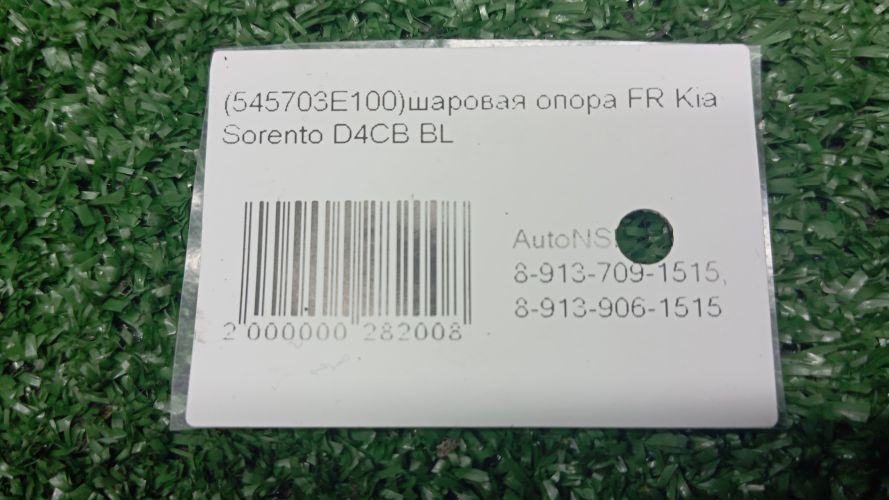 (545703E100)шаровая опора FR Kia
Sorento D4CB BL
8-913-709-1515,
8-913-906-1515
2 000000 282008